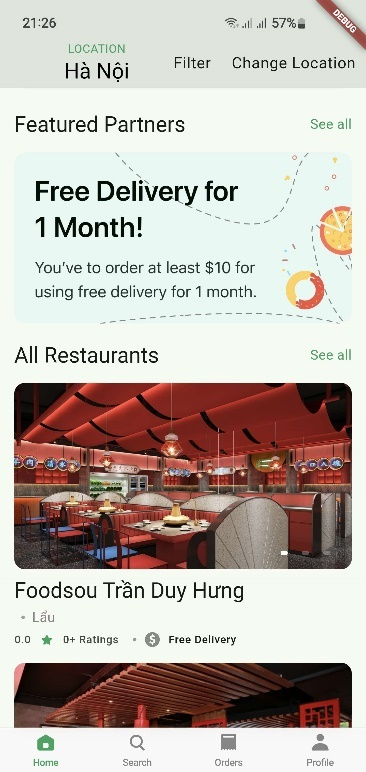 21:26
57%
DEBUG
LOCATION
Hà Nội
Filter
Change Location
Featured Partners
See all
Free Delivery for
1 Month!
You've to order at least $10 for
using free delivery for 1 month.
All Restaurants
See all
Foodsou Trần Duy Hưng
• Lẩu
0.0 ★ 0+ Ratings • $ Free Delivery
Home
Search
Orders
Profile